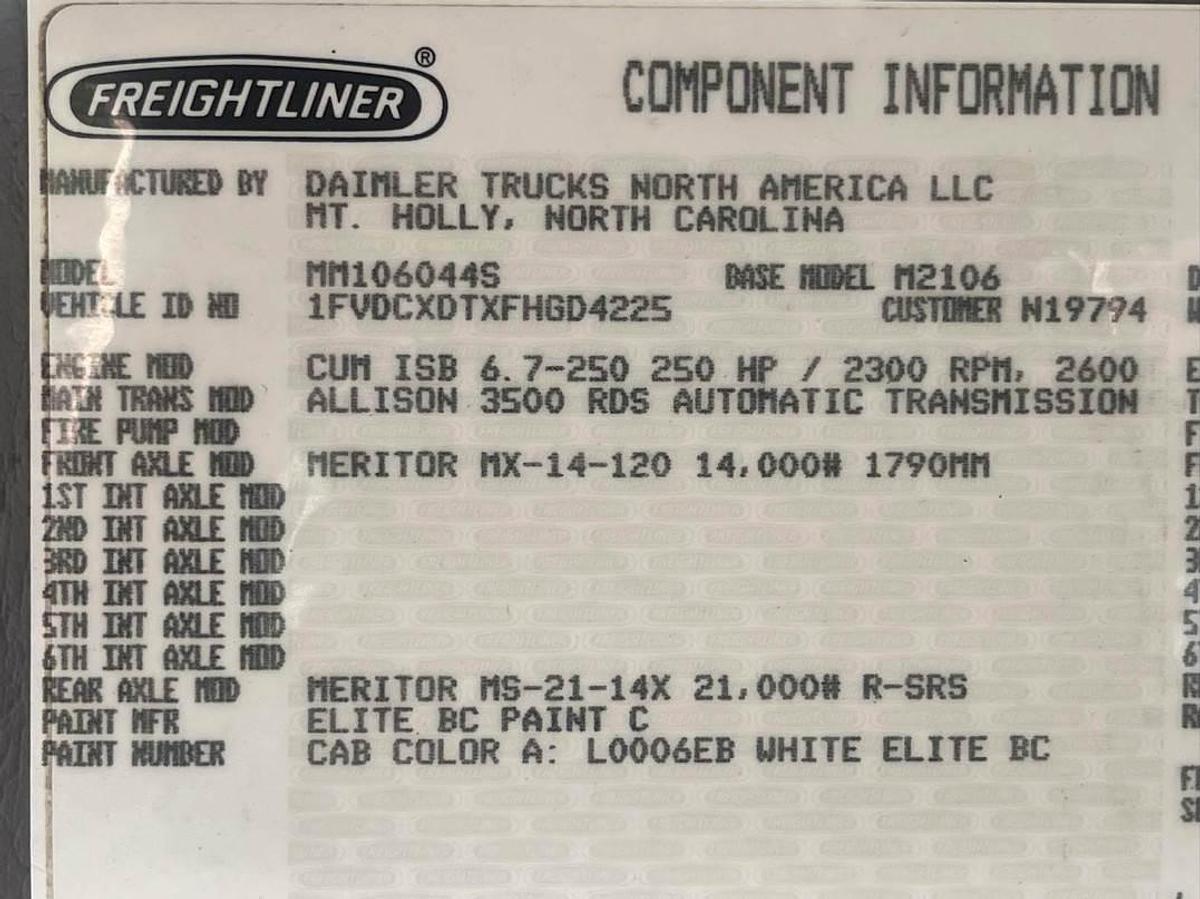 FREIGHTLINER®
COMPONENT INFORMATION
MANUFACTURED BY DAIMLER TRUCKS NORTH AMERICA LLC
MT. HOLLY, NORTH CAROLINA
MODEL MM106044S BASE MODEL M2106
VEHICLE ID NO 1FVDCXDTXFHGD4225 CUSTOMER N19794
ENGINE MOD CUM ISB 6.7-250 250 HP / 2300 RPM, 2600
MAIN TRANS MOD ALLISON 3500 RDS AUTOMATIC TRANSMISSION
FIRE PUMP MOD
FRONT AXLE MOD MERITOR MX-14-120 14,000# 1790MM
1ST INT AXLE MOD
2ND INT AXLE MOD
3RD INT AXLE MOD
4TH INT AXLE MOD
5TH INT AXLE MOD
6TH INT AXLE MOD
REAR AXLE MOD MERITOR MS-21-14X 21,000# R-SRS
PAINT MFR ELITE BC PAINT C
PAINT NUMBER CAB COLOR A: L0006EB WHITE ELITE BC